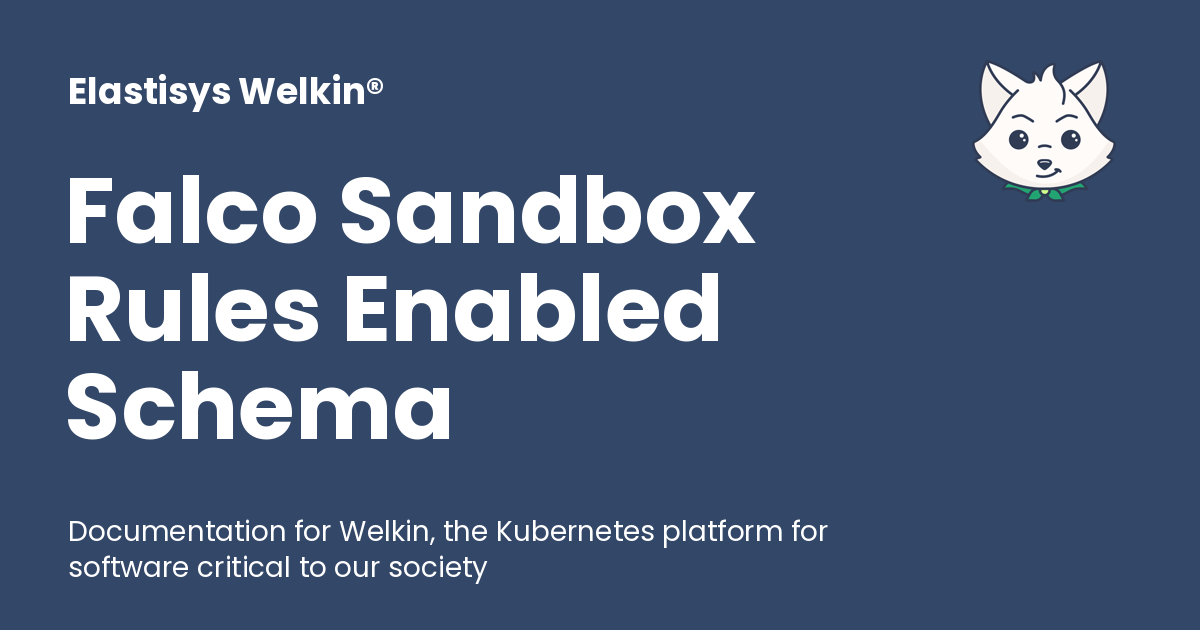 Elastisys Welkin®
Falco Sandbox
Rules Enabled
Schema
Documentation for Welkin, the Kubernetes platform for
software critical to our society